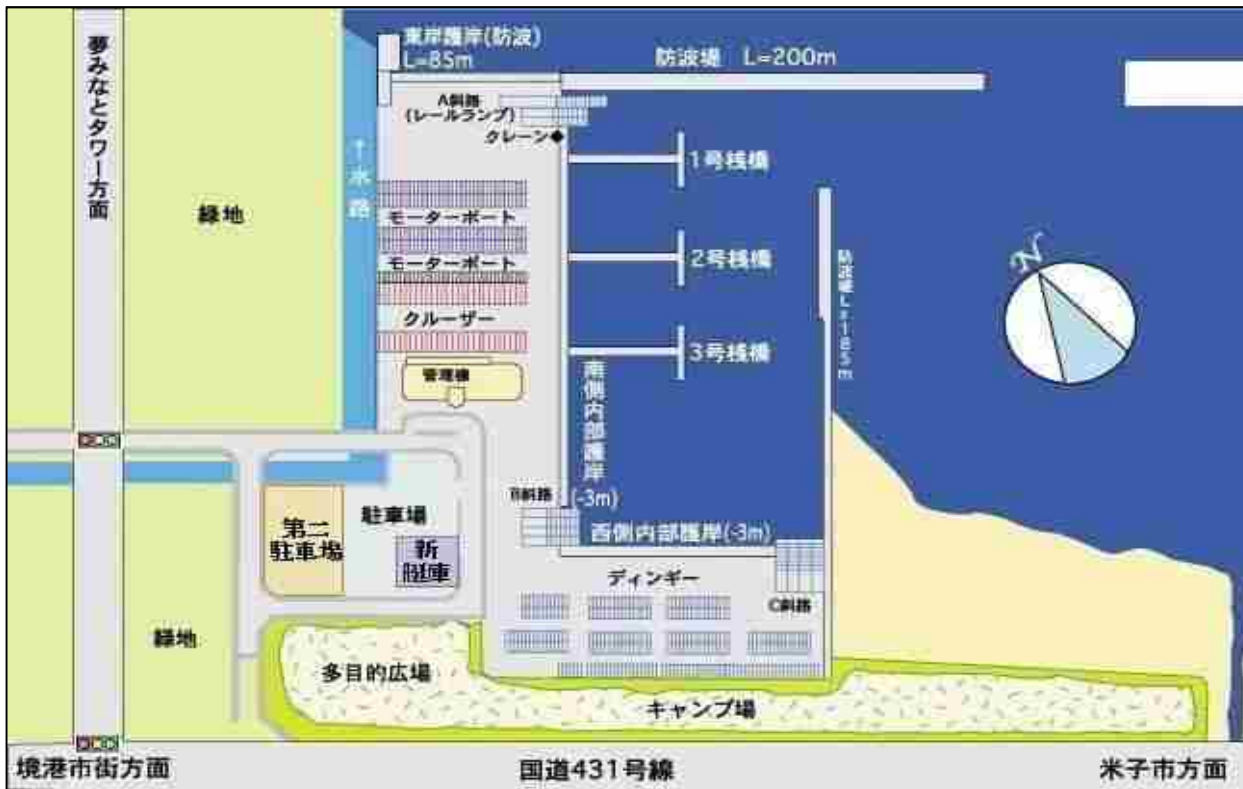 夢みなとタワー方面
東岸護岸(防波)
L=85m
防波堤 L=200m
A斜路
(レールランプ)
クレーン◆
1号桟橋
↑水路
緑地
モーターボート
2号桟橋
モーターボート
防波堤L=185m
N
クルーザー
3号桟橋
管理棟
南側内部護岸
(-3m)
B斜路
西側内部護岸(-3m)
第二
駐車場
駐車場
新
艇庫
ディンギー
C斜路
緑地
多目的広場
キャンプ場
境港市街方面
国道431号線
米子市方面